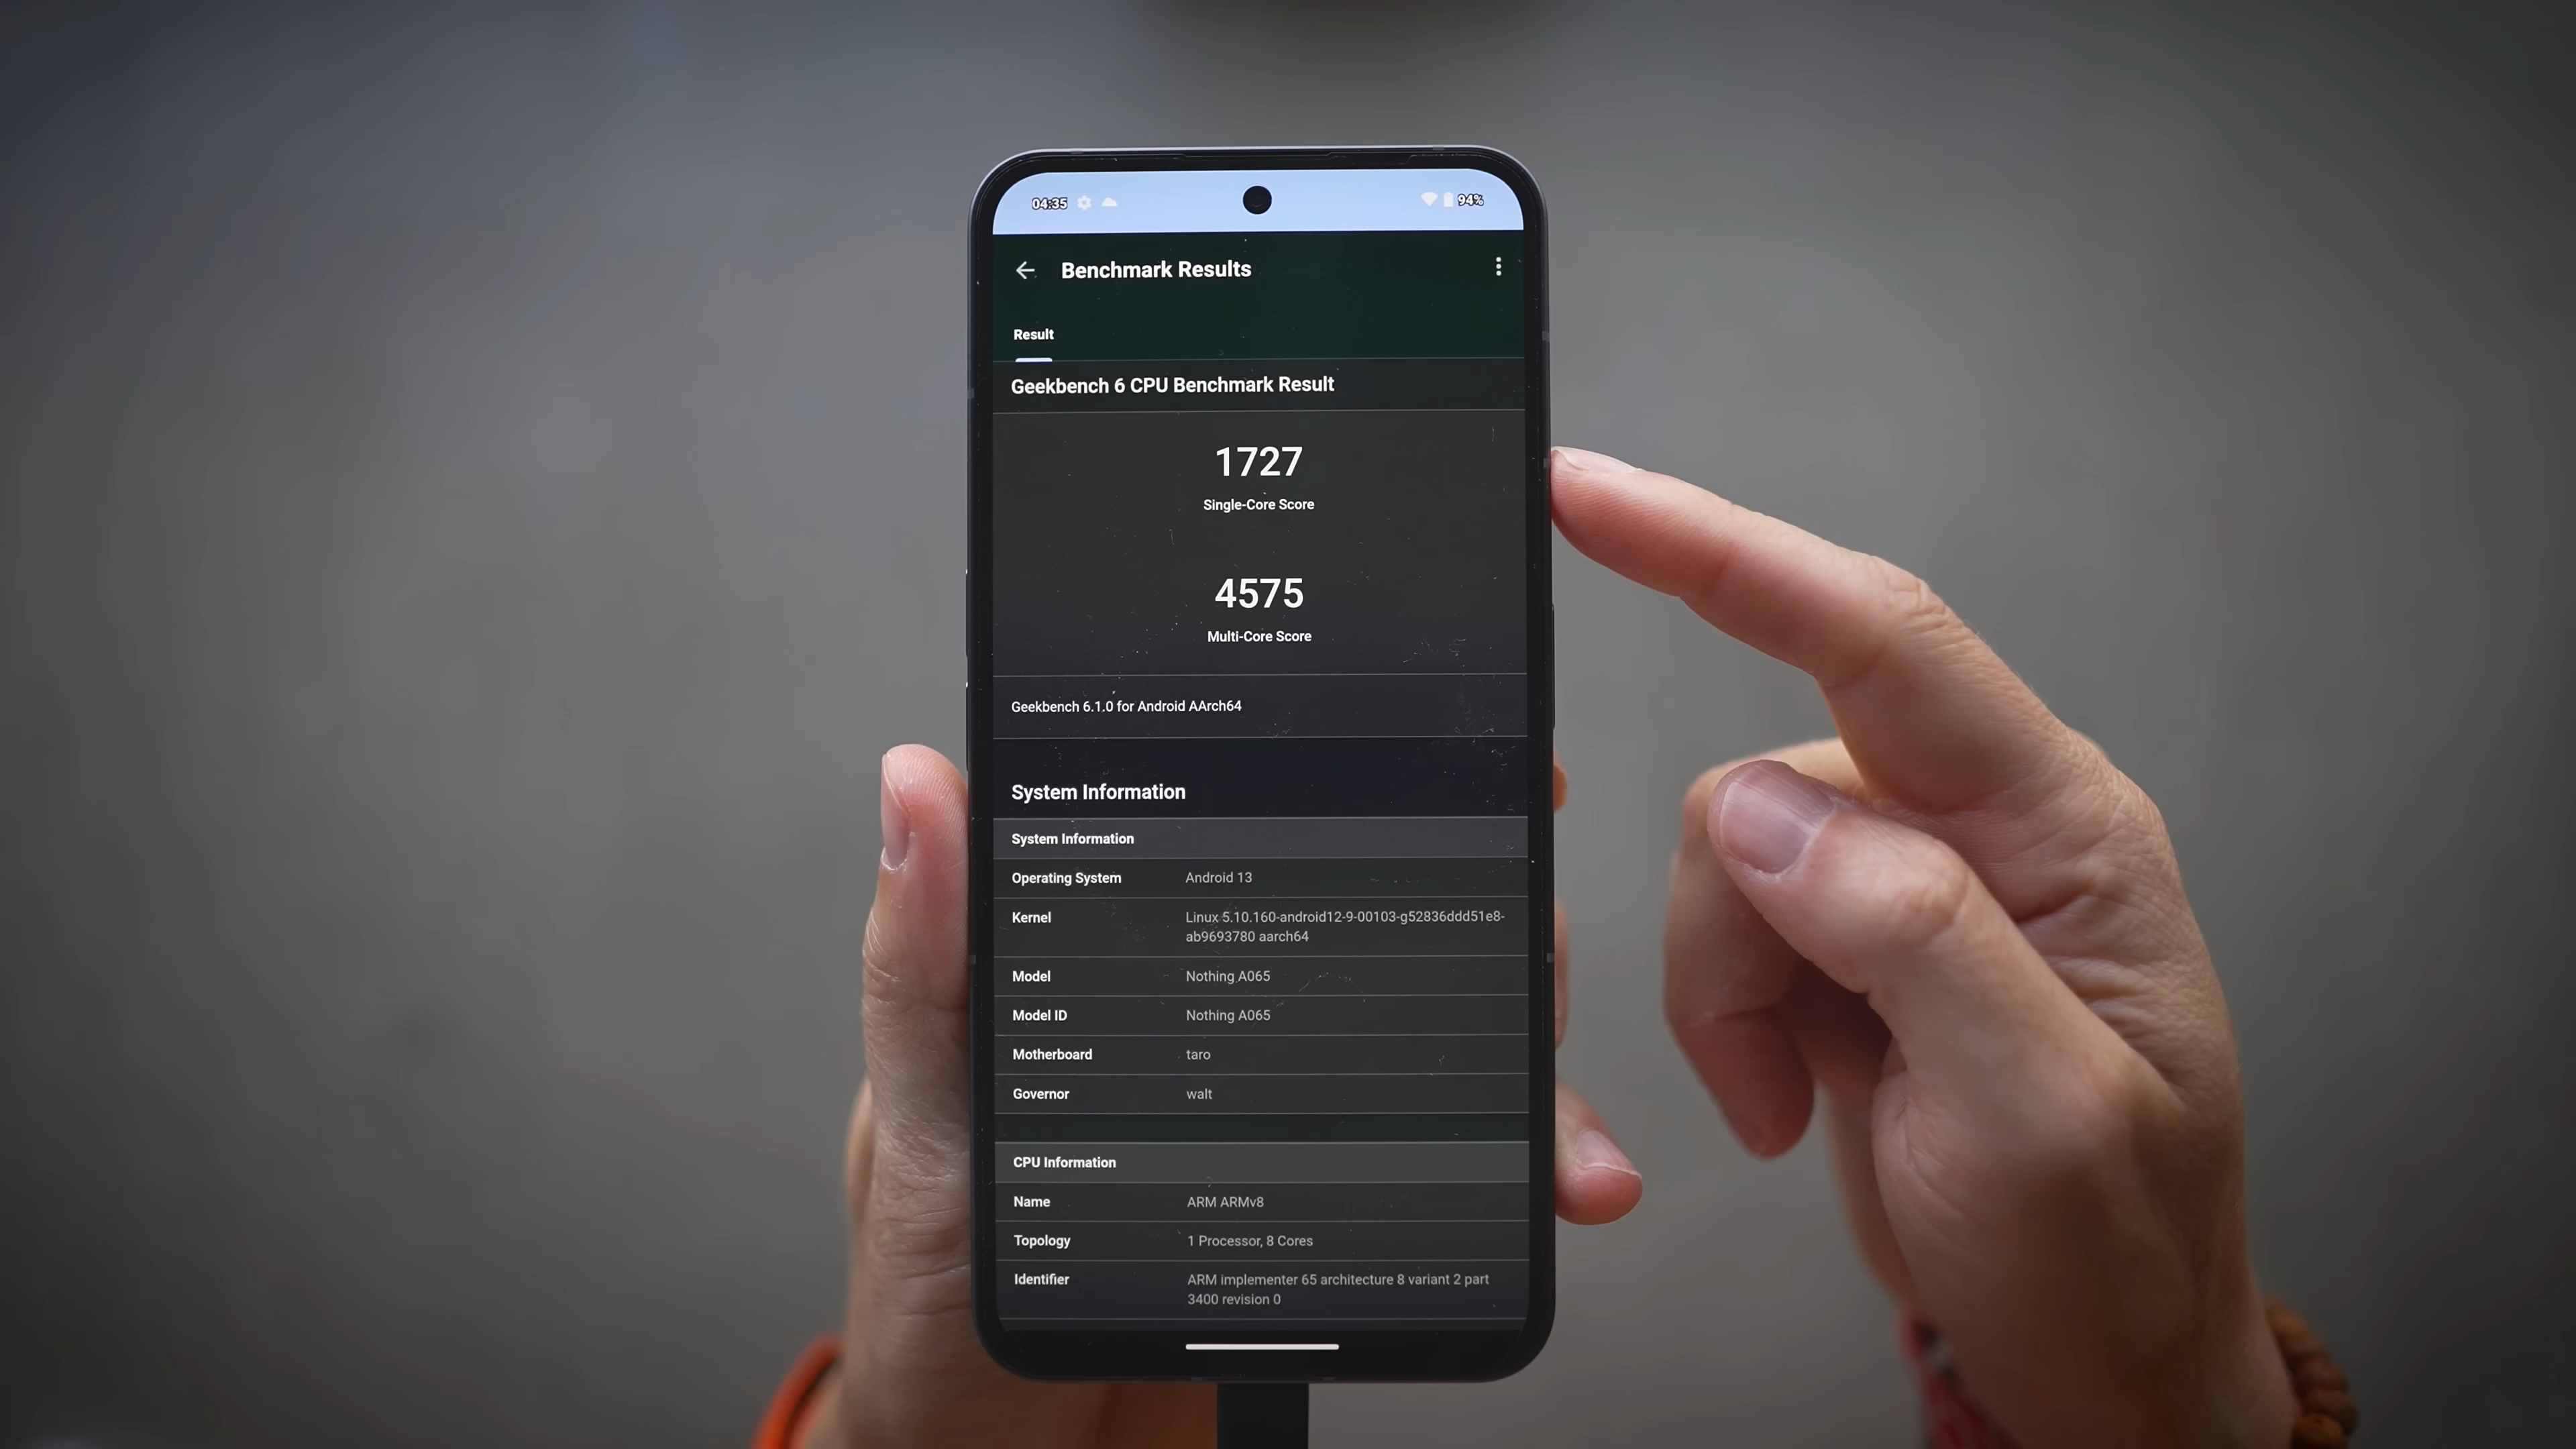 04:35
94%
Benchmark Results
Result
Geekbench 6 CPU Benchmark Result
1727
Single-Core Score
4575
Multi-Core Score
Geekbench 6.1.0 for Android AArch64
System Information
System Information
Operating System Android 13
Kernel Linux 5.10.160-android12-9-00103-g52836ddd51e8-
ab9693780 aarch64
Model Nothing A065
Model ID Nothing A065
Motherboard taro
Governor walt
CPU Information
Name ARM ARMv8
Topology 1 Processor, 8 Cores
Identifier ARM implementer 65 architecture 8 variant 2 part
3400 revision 0